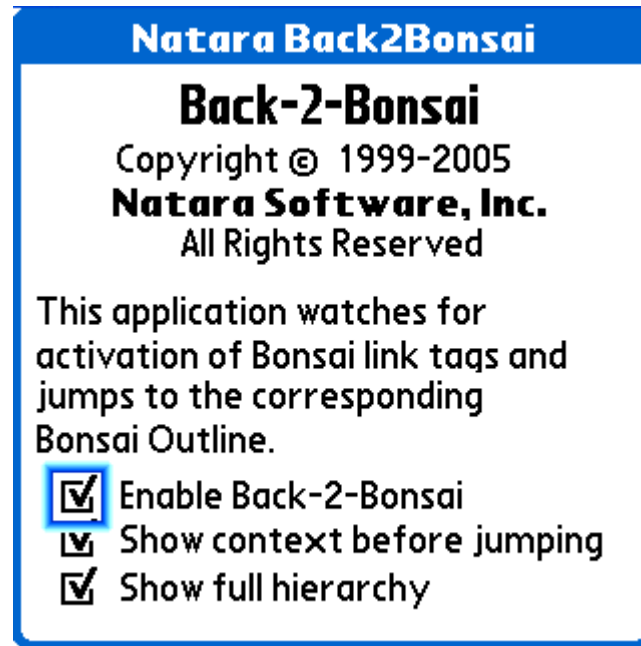 Natara Back2Bonsai
Back-2-Bonsai
Copyright © 1999-2005
Natara Software, Inc.
All Rights Reserved
This application watches for
activation of Bonsai link tags and
jumps to the corresponding
Bonsai Outline.
Enable Back-2-Bonsai
Show context before jumping
Show full hierarchy